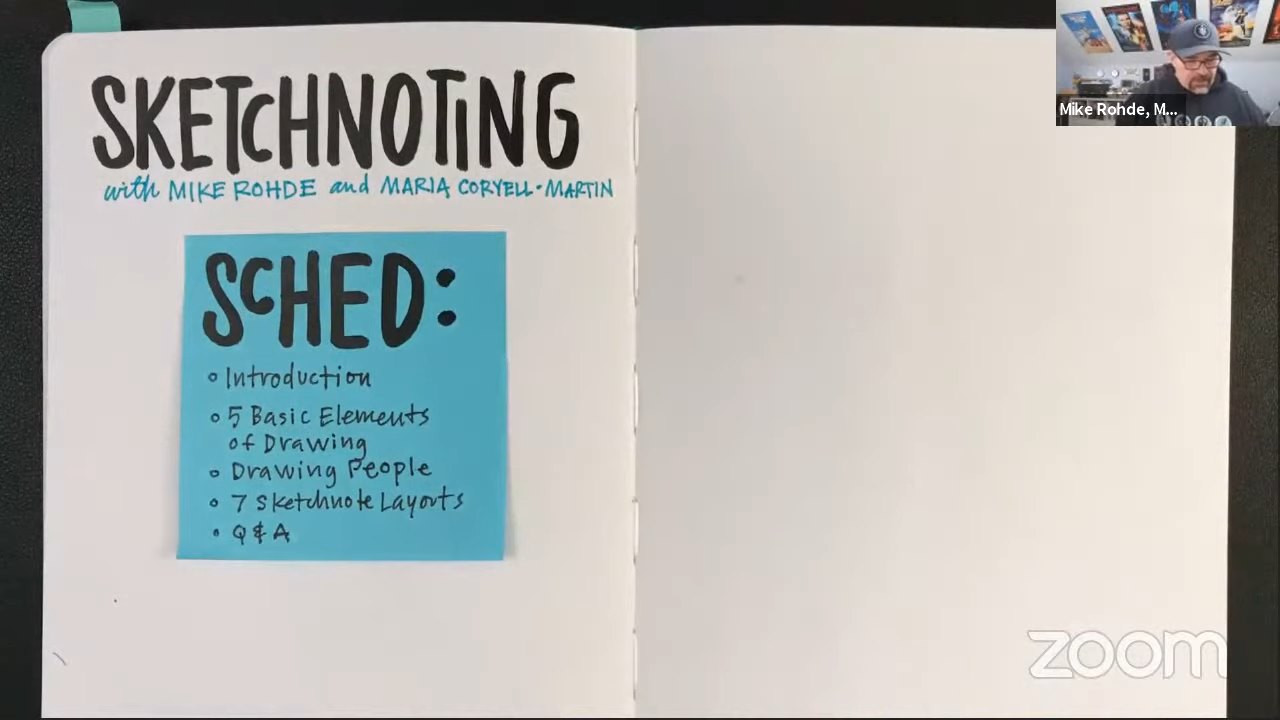 SKETCHNOTING
with MIKE ROHDE and MARIA CORYELL-MARTIN
SCHED:
Introduction
5 Basic Elements
of Drawing
Drawing People
7 Sketchnote Layouts
Q & A
Mike Rohde, M...
zoom